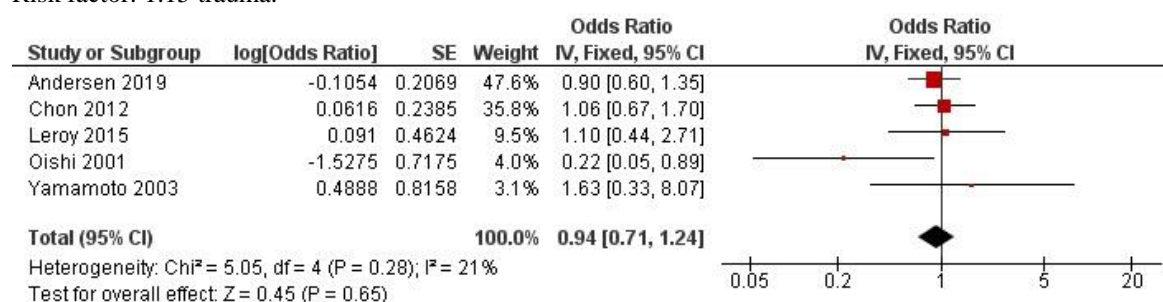 Risk factor: 1.13 trauma.
Odds Ratio Odds Ratio
Study or Subgroup log[Odds Ratio] SE Weight IV, Fixed, 95% CI IV, Fixed, 95% CI
Andersen 2019 -0.1054 0.2069 47.6% 0.90 [0.60, 1.35]
Chon 2012 0.0616 0.2385 35.8% 1.06 [0.67, 1.70]
Leroy 2015 0.091 0.4624 9.5% 1.10 [0.44, 2.71]
Oishi 2001 -1.5275 0.7175 4.0% 0.22 [0.05, 0.89]
Yamamoto 2003 0.4888 0.8158 3.1% 1.63 [0.33, 8.07]
Total (95% CI) 100.0% 0.94 [0.71, 1.24]
Heterogeneity: Chi² = 5.05, df = 4 (P = 0.28); I² = 21%
Test for overall effect: Z = 0.45 (P = 0.65)
0.05 0.2 1 5 20